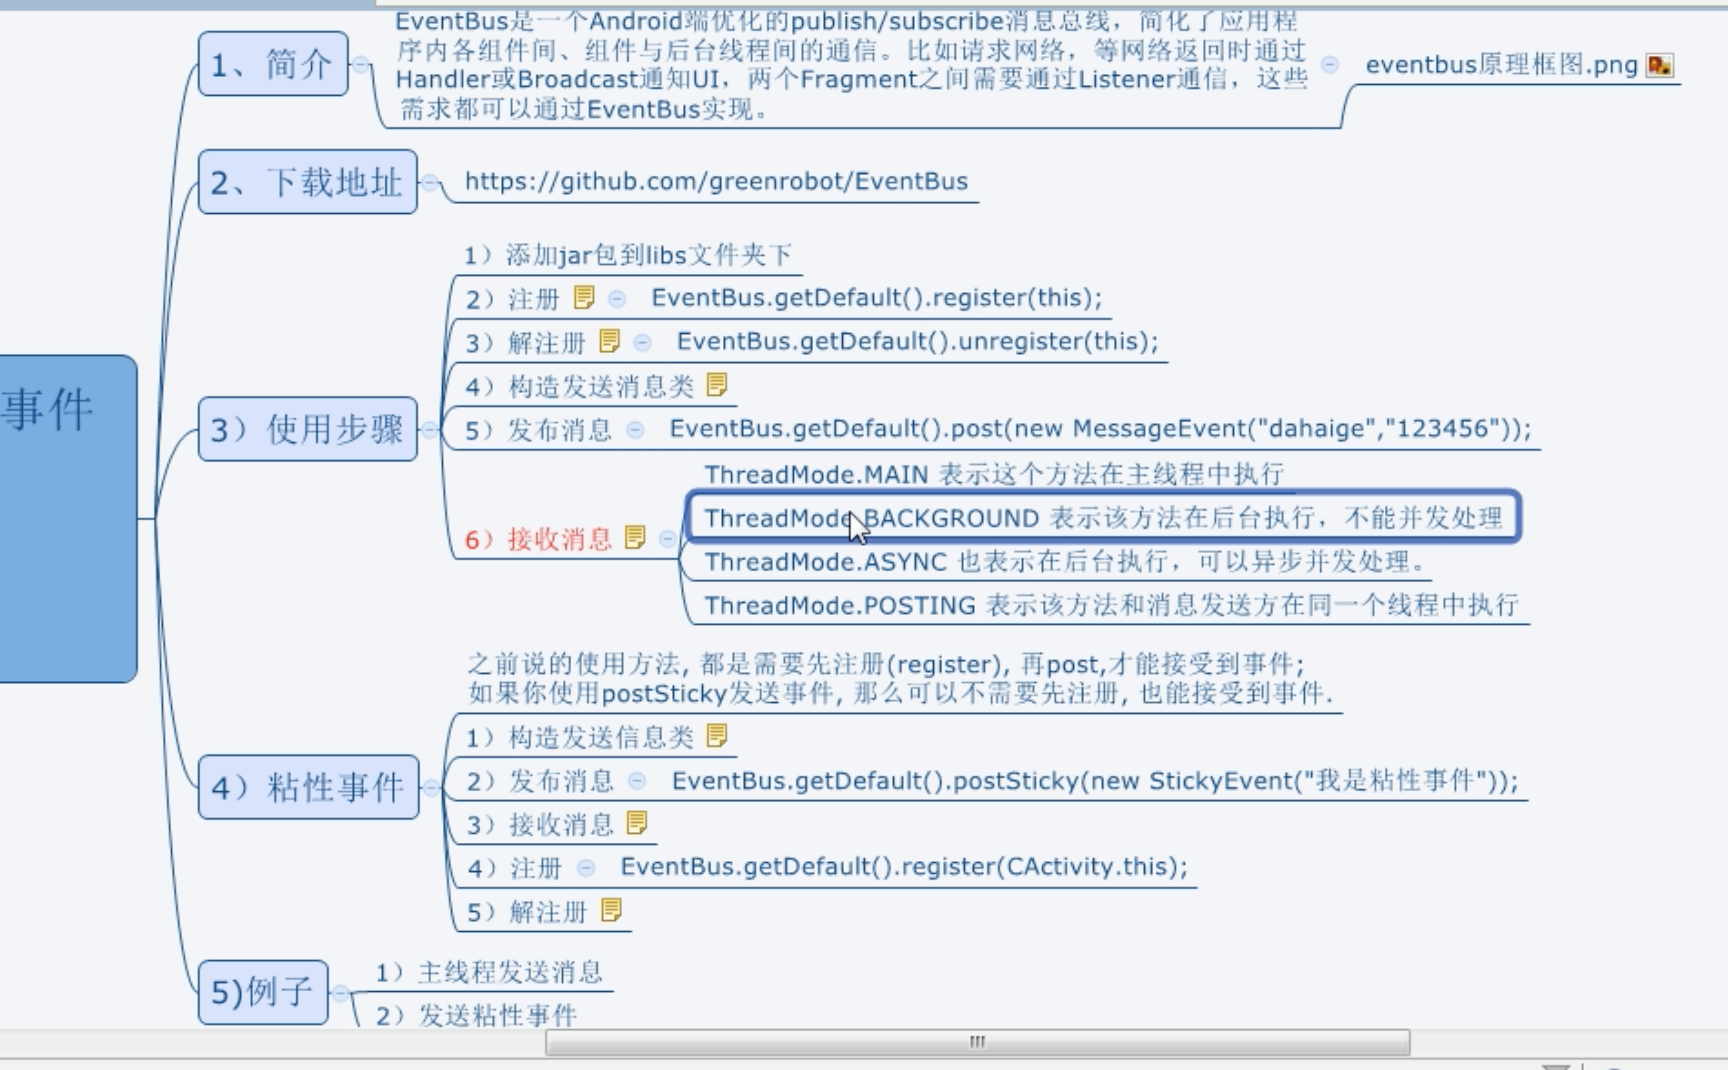 EventBus是一个Android端优化的publish/subscribe消息总线，简化了应用程
序内各组件间、组件与后台线程间的通信。比如请求网络，等网络返回时通过
Handler或Broadcast通知UI，两个Fragment之间需要通过Listener通信，这些
需求都可以通过EventBus实现。
1、简介
eventbus原理框图.png
2、下载地址
https://github.com/greenrobot/EventBus
事件
3）使用步骤
1）添加jar包到libs文件夹下
2）注册 EventBus.getDefault().register(this);
3）解注册 EventBus.getDefault().unregister(this);
4）构造发送消息类
5）发布消息 EventBus.getDefault().post(new MessageEvent("dahaige","123456"));
6）接收消息
ThreadMode.MAIN 表示这个方法在主线程中执行
ThreadMode.BACKGROUND 表示该方法在后台执行，不能并发处理
ThreadMode.ASYNC 也表示在后台执行，可以异步并发处理。
ThreadMode.POSTING 表示该方法和消息发送方在同一个线程中执行
4）粘性事件
之前说的使用方法, 都是需要先注册(register), 再post,才能接受到事件;
如果你使用postSticky发送事件, 那么可以不需要先注册, 也能接受到事件.
1）构造发送信息类
2）发布消息 EventBus.getDefault().postSticky(new StickyEvent("我是粘性事件"));
3）接收消息
4）注册 EventBus.getDefault().register(CActivity.this);
5）解注册
5)例子
1）主线程发送消息
2）发送粘性事件